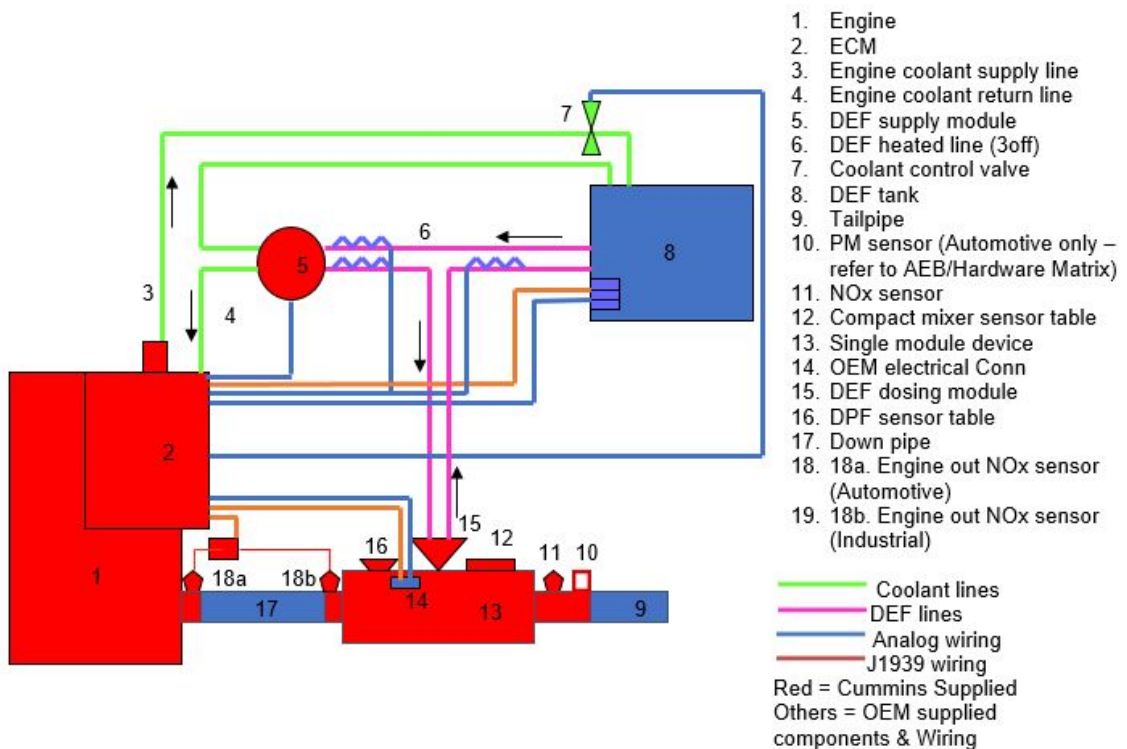 1. Engine
2. ECM
3. Engine coolant supply line
4. Engine coolant return line
5. DEF supply module
6. DEF heated line (3off)
7. Coolant control valve
8. DEF tank
9. Tailpipe
10. PM sensor (Automotive only –
refer to AEB/Hardware Matrix)
11. NOx sensor
12. Compact mixer sensor table
13. Single module device
14. OEM electrical Conn
15. DEF dosing module
16. DPF sensor table
17. Down pipe
18. 18a. Engine out NOx sensor
(Automotive)
19. 18b. Engine out NOx sensor
(Industrial)
Coolant lines
DEF lines
Analog wiring
J1939 wiring
Red = Cummins Supplied
Others = OEM supplied
components & Wiring
7
6
8
5
3
4
2
15
12
16
11
10
1
18a
18b
14
17
13
9